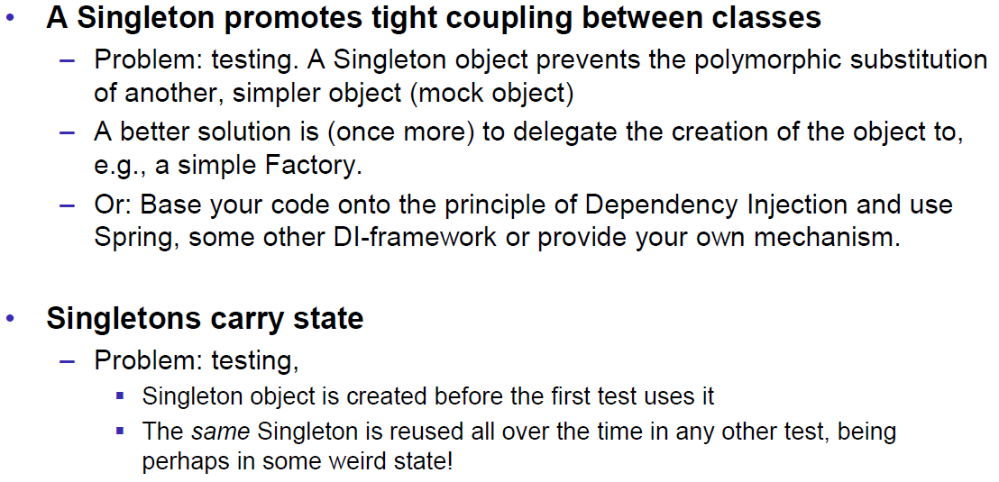 • A Singleton promotes tight coupling between classes
– Problem: testing. A Singleton object prevents the polymorphic substitution
of another, simpler object (mock object)
– A better solution is (once more) to delegate the creation of the object to,
e.g., a simple Factory.
– Or: Base your code onto the principle of Dependency Injection and use
Spring, some other DI-framework or provide your own mechanism.
• Singletons carry state
– Problem: testing,
▪ Singleton object is created before the first test uses it
▪ The same Singleton is reused all over the time in any other test, being
perhaps in some weird state!